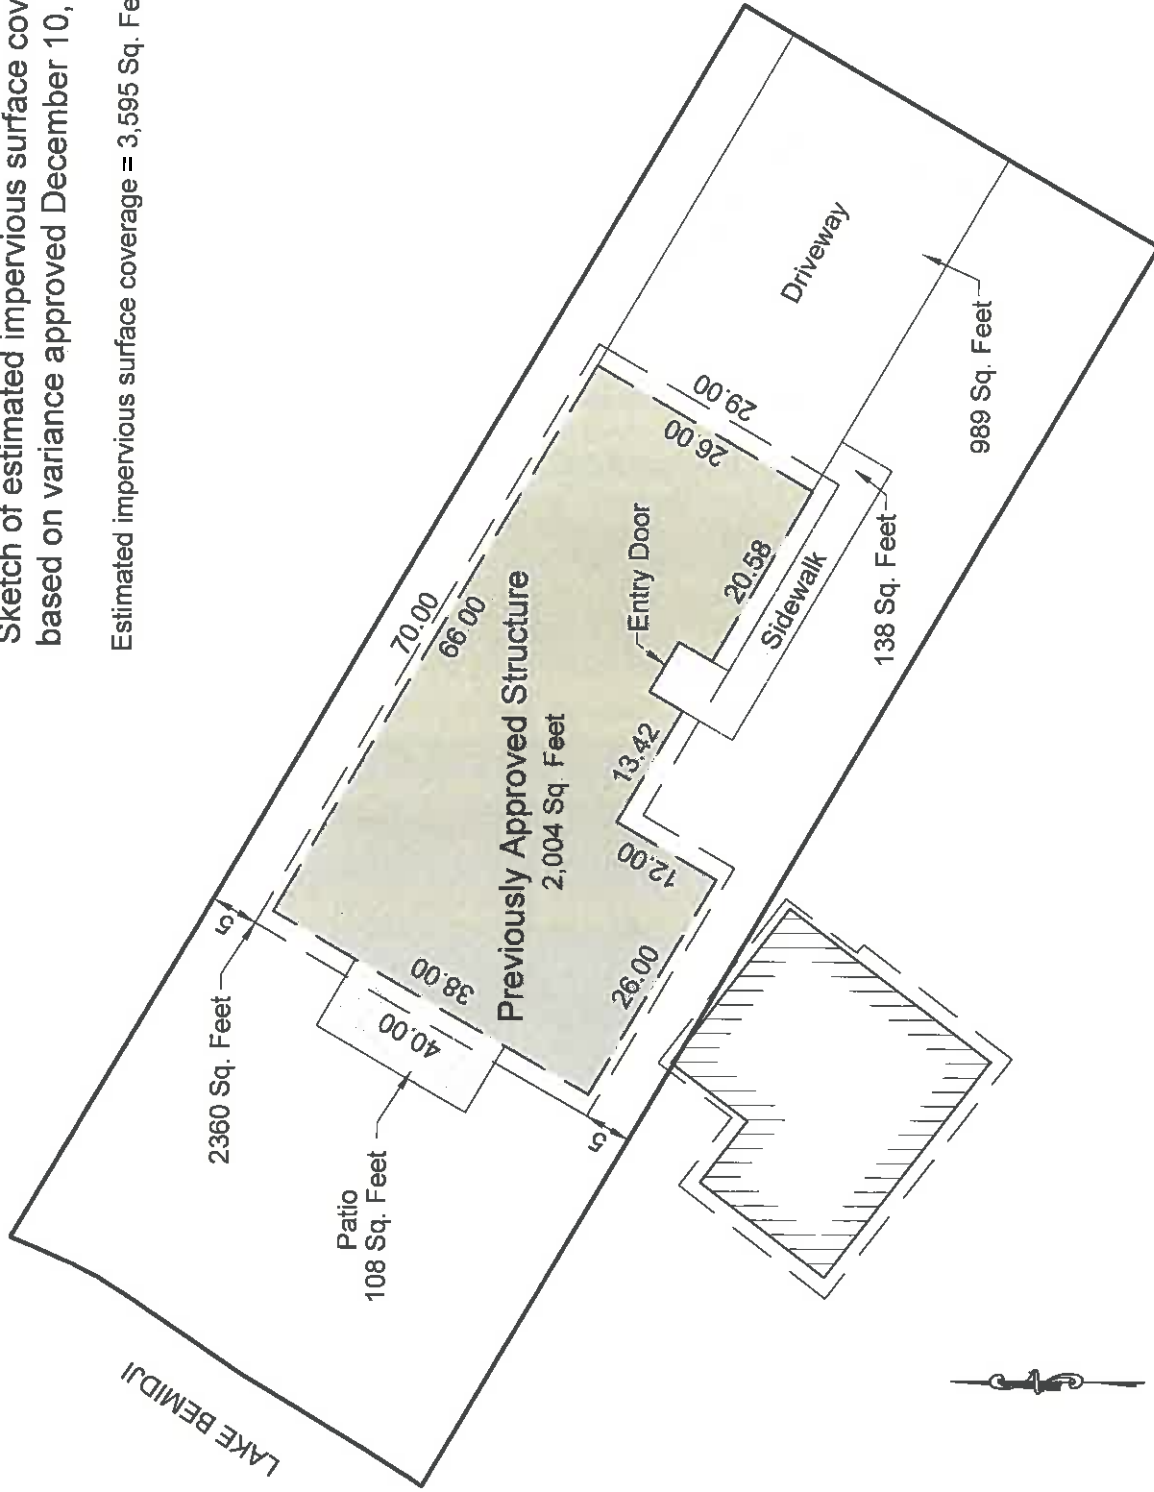 Sketch of estimated impervious surface
based on variance approved December 10,
Estimated impervious surface coverage = 3,595 Sq.
LAKE BEMIDJI
2360 Sq. Feet
5
Patio
108 Sq. Feet
5
40.00
38.00
70.00
66.00
Previously Approved Structure
2,004 Sq. Feet
26.00
12.00
13.42
Entry Door
20.58
Sidewalk
138 Sq. Feet
26.00
29.00
Driveway
989 Sq. Feet